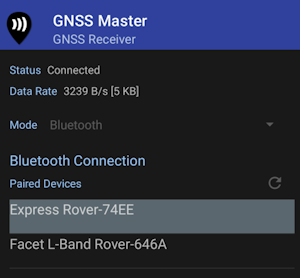 GNSS Master
GNSS Receiver
Status Connected
Data Rate 3239 B/s [5 KB]
Mode Bluetooth
Bluetooth Connection
Paired Devices
Express Rover-74EE
Facet L-Band Rover-646A